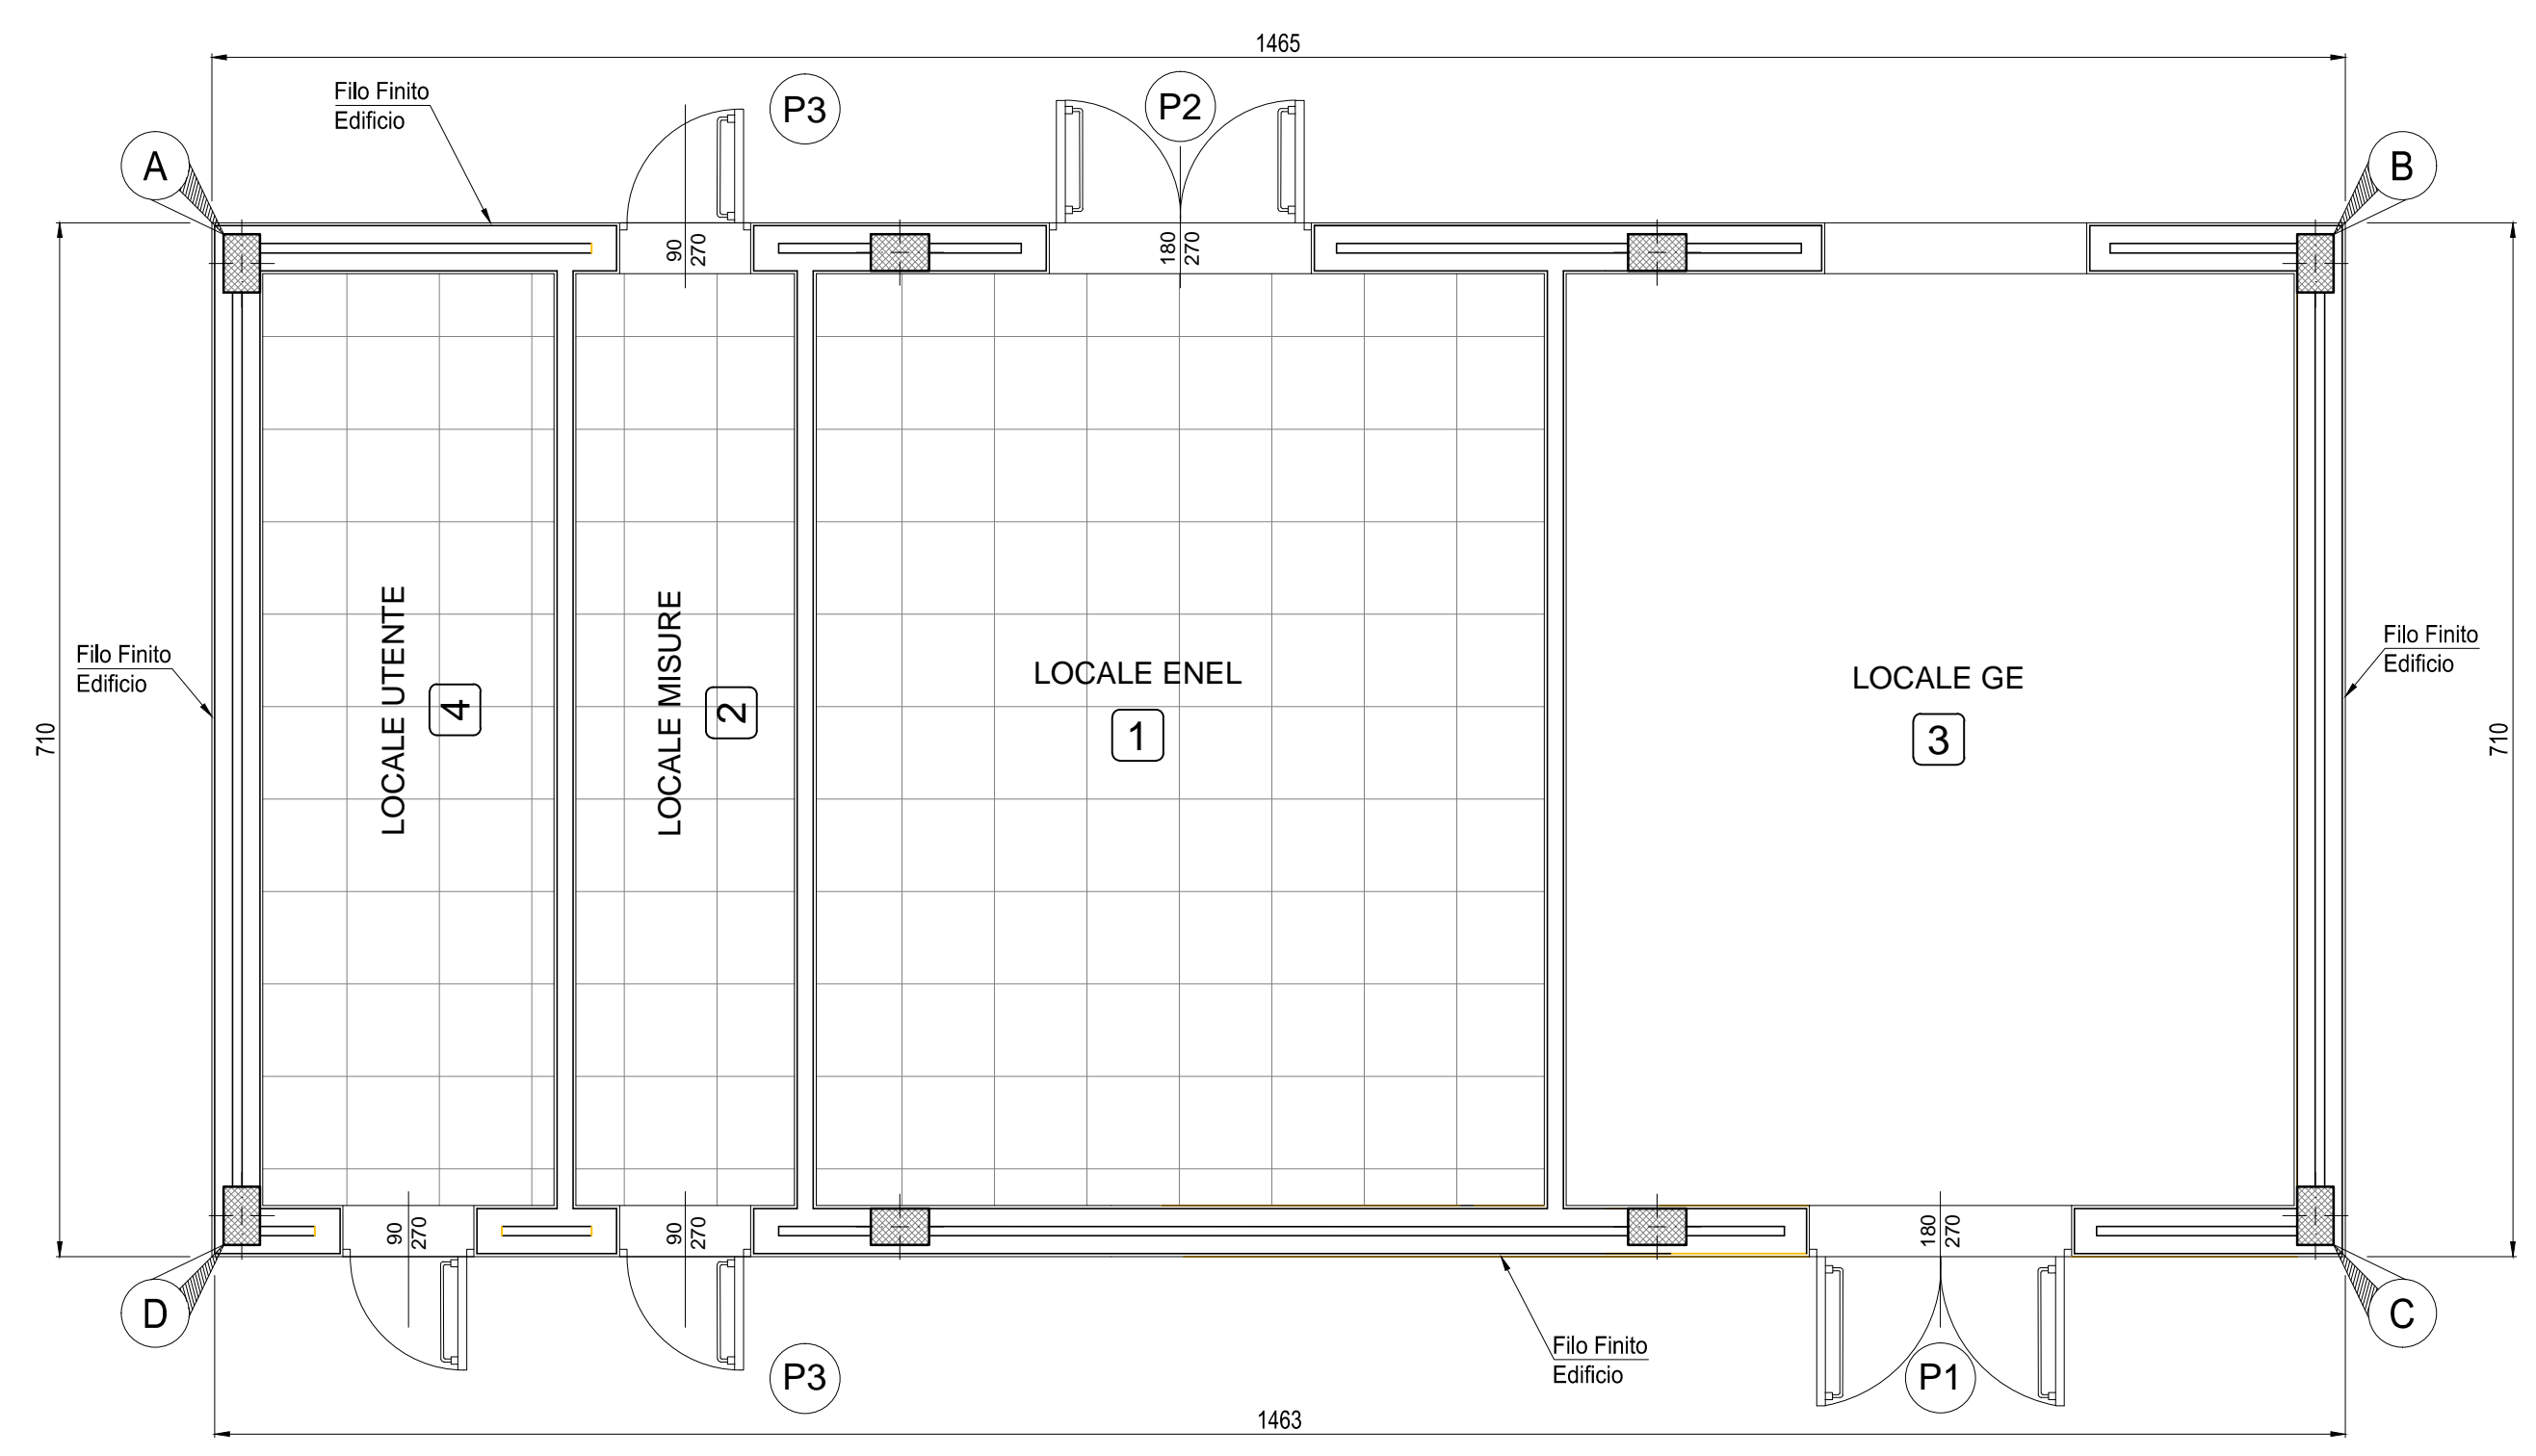 1465
Filo Finito
Edificio
P3
P2
A
B
90
270
180
270
710
710
LOCALE UTENTE
4
LOCALE MISURE
2
LOCALE ENEL
1
LOCALE GE
3
Filo Finito
Edificio
Filo Finito
Edificio
90
270
90
270
180
270
D
C
P3
P1
Filo Finito
Edificio
1463